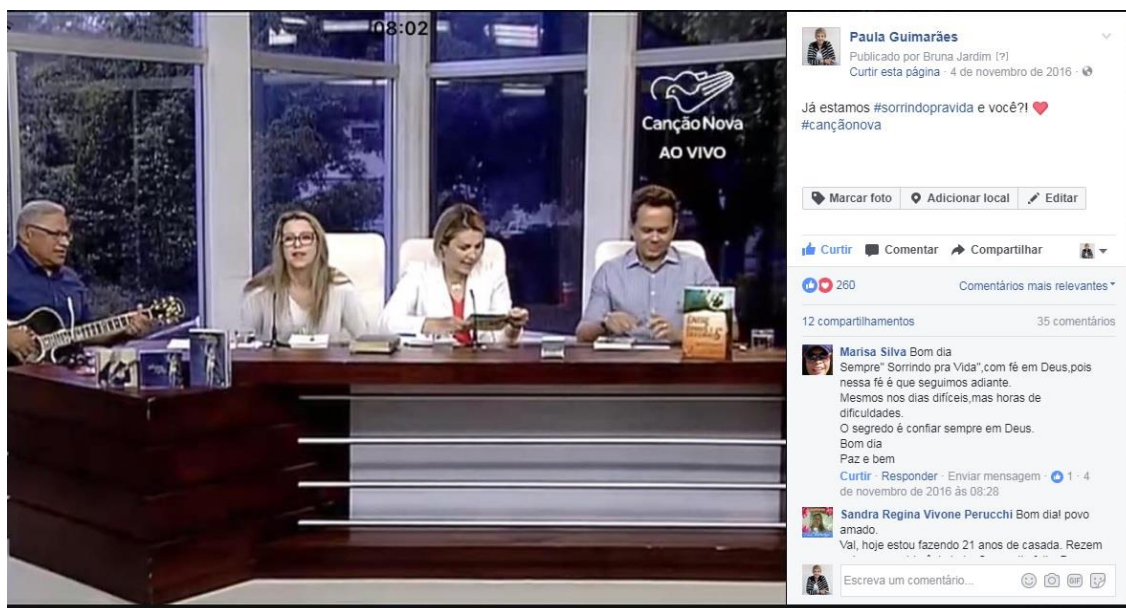 08:02
Canção Nova
AO VIVO
Paula Guimarães
Publicado por Bruna Jardim [?]
Curtir esta página · 4 de novembro de 2016 ·
Já estamos #sorrindopravida e você?! ❤
#cançãonova
Marcar foto
Adicionar local
Editar
Curtir
Comentar
Compartilhar
260
Comentários mais relevantes
12 compartilhamentos
35 comentários
Marisa Silva Bom dia
Sempre" Sorrindo pra Vida",com fé em Deus,pois
nessa fé é que seguimos adiante.
Mesmos nos dias difíceis,mas horas de
dificuldades.
O segredo é confiar sempre em Deus.
Bom dia
Paz e bem
Curtir · Responder · Enviar mensagem · 1 · 4
de novembro de 2016 às 08:28
Sandra Regina Vivone Perucchi Bom dia! povo
amado.
Val, hoje estou fazendo 21 anos de casada. Rezem
Escreva um comentário...
GIF